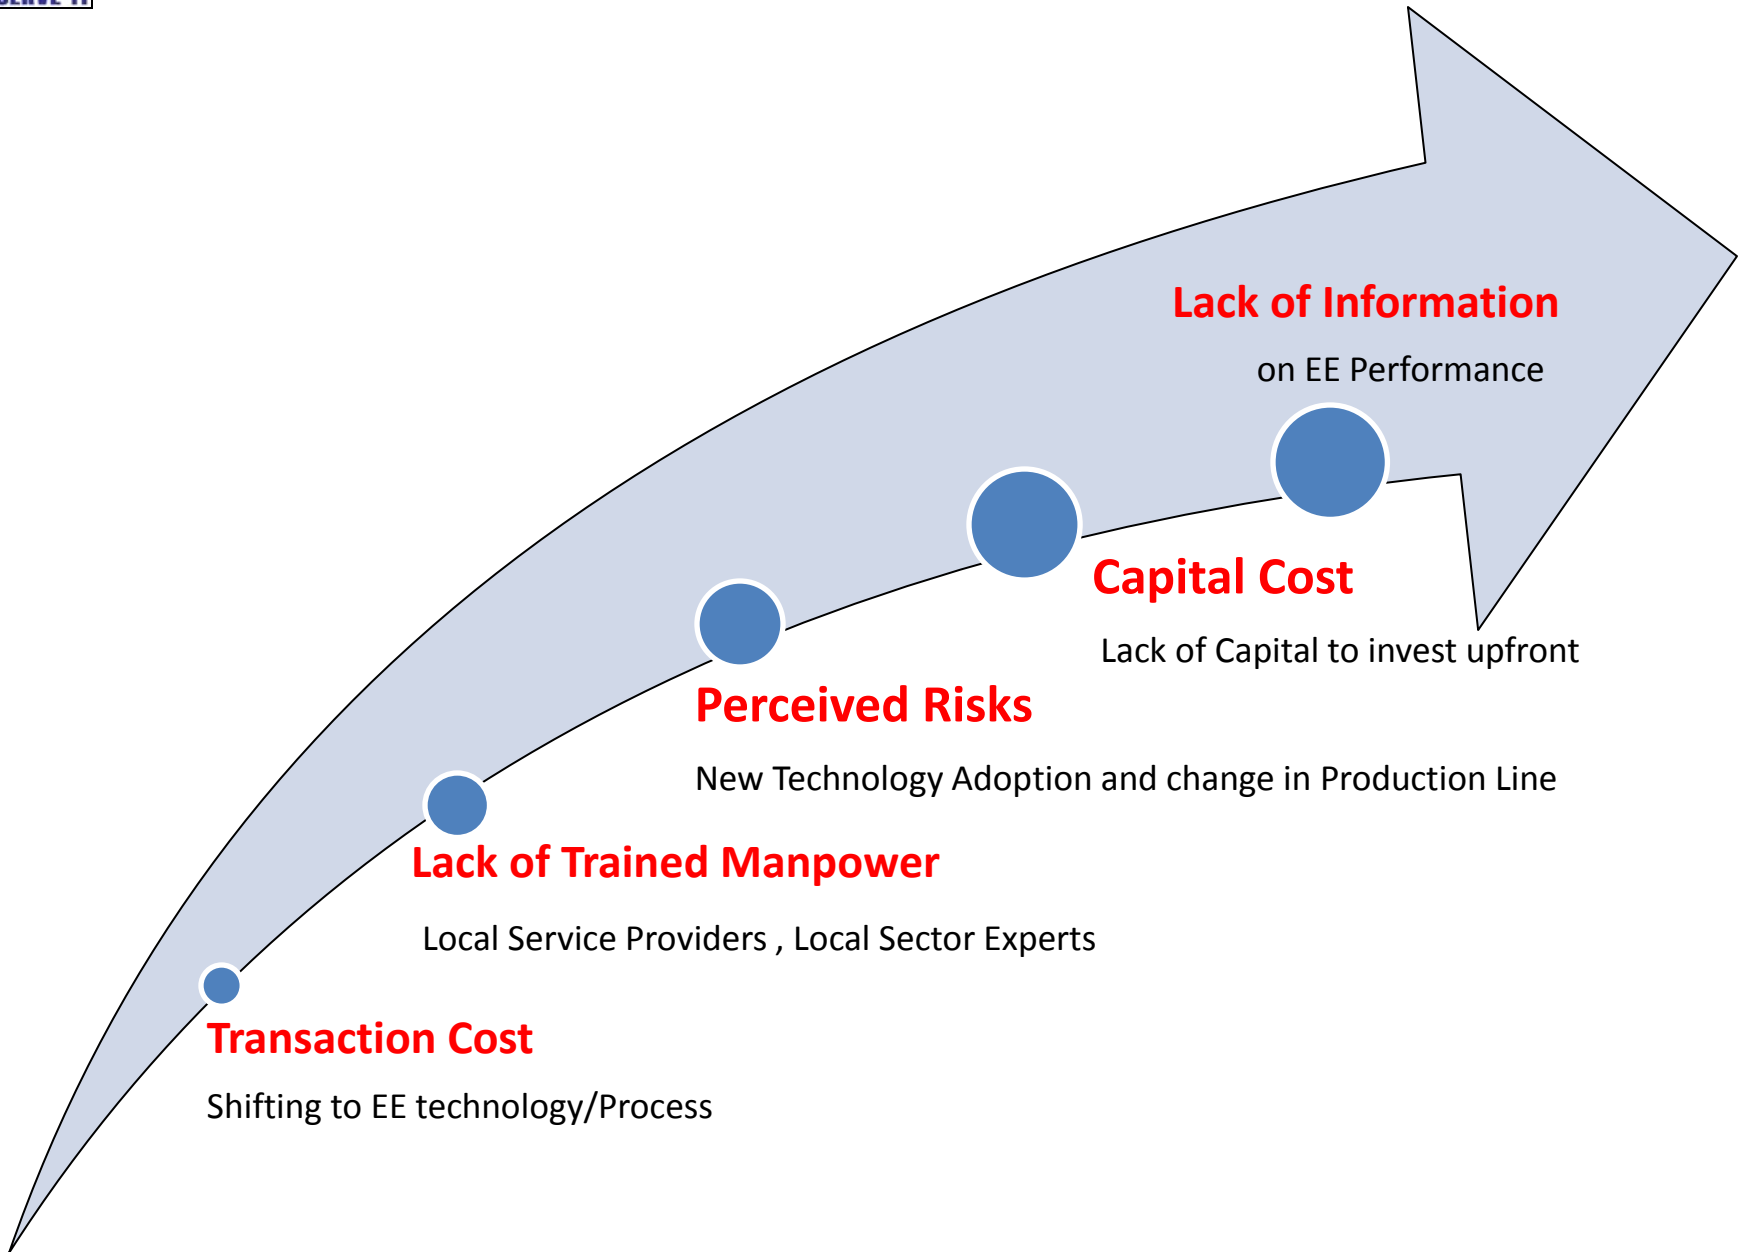 Lack of Information
on EE Performance
Capital Cost
Lack of Capital to invest upfront
Perceived Risks
New Technology Adoption and change in Production Line
Lack of Trained Manpower
Local Service Providers , Local Sector Experts
Transaction Cost
Shifting to EE technology/Process